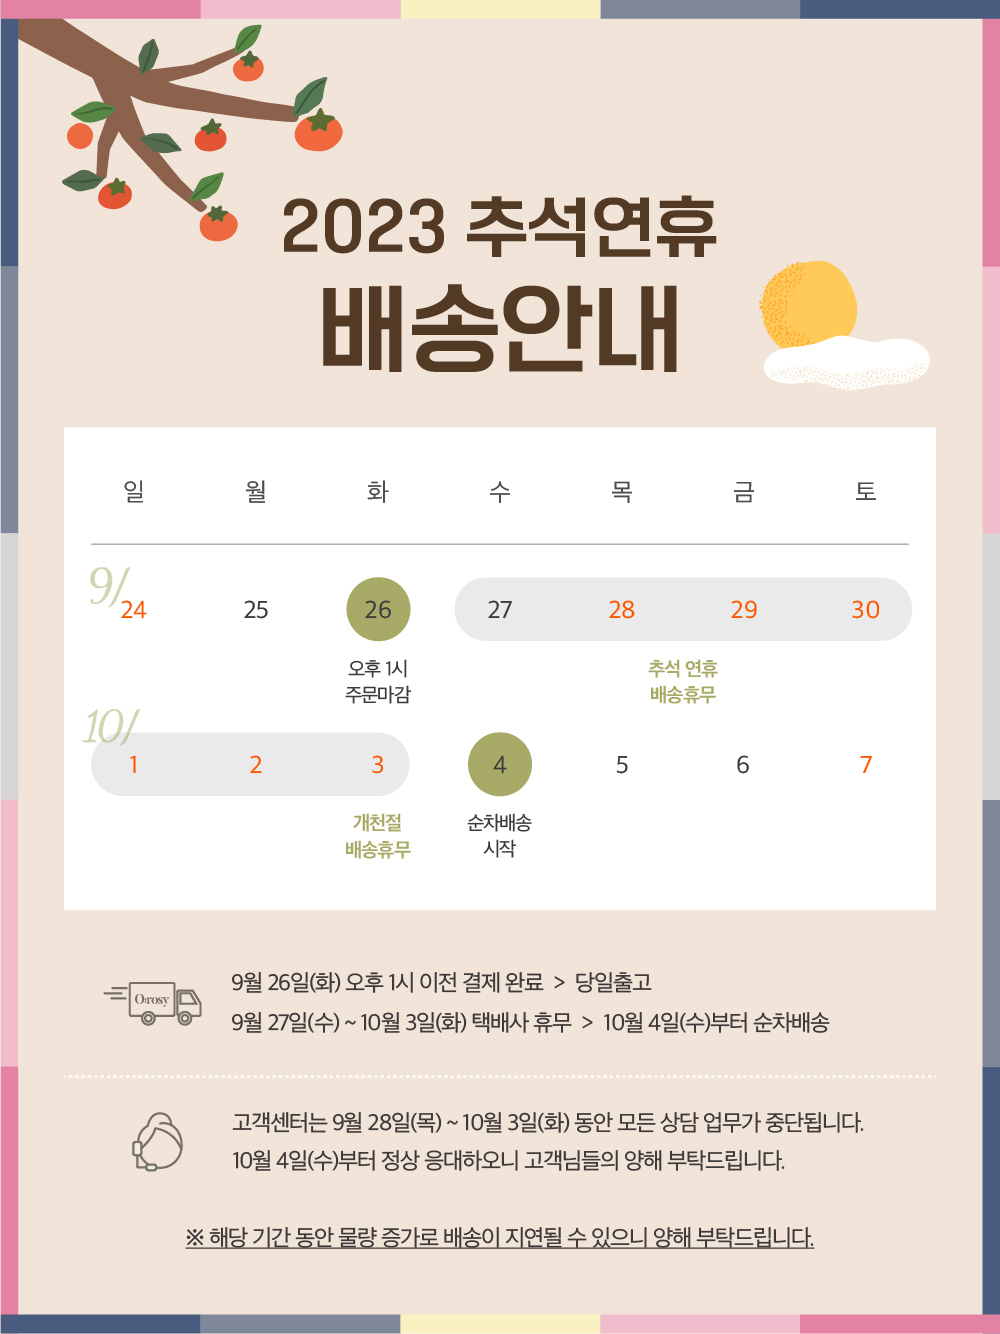 2023 추석연휴
배송안내
일 월 화 수 목 금 토
9/
24 25 26 27 28 29 30
오후 1시
주문마감
추석 연휴
배송휴무
10/
1 2 3 4 5 6 7
개천절
배송휴무
순차배송
시작
O:rosy
9월 26일(화) 오후 1시 이전 결제 완료 > 당일출고
9월 27일(수) ~ 10월 3일(화) 택배사 휴무 > 10월 4일(수)부터 순차배송
고객센터는 9월 28일(목) ~ 10월 3일(화) 동안 모든 상담 업무가 중단됩니다.
10월 4일(수)부터 정상 응대하오니 고객님들의 양해 부탁드립니다.
※ 해당 기간 동안 물량 증가로 배송이 지연될 수 있으니 양해 부탁드립니다.